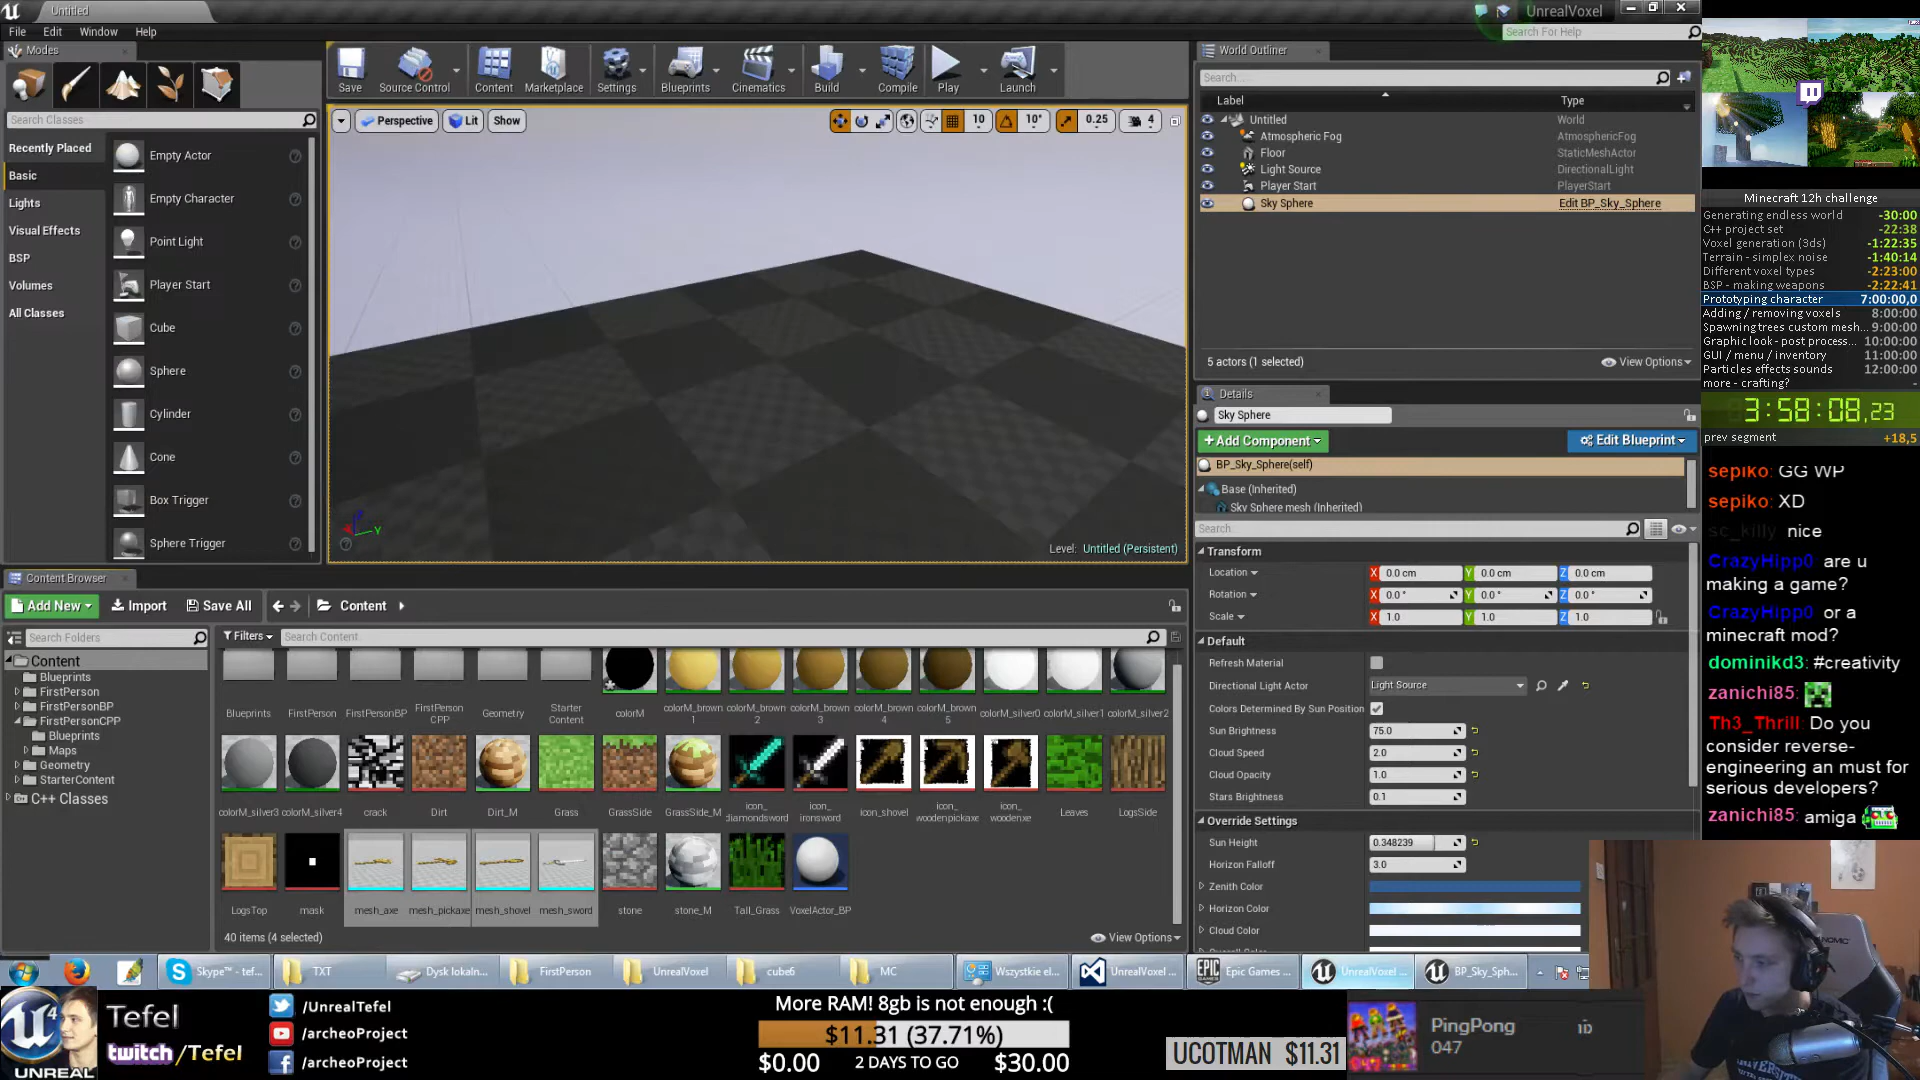 Untitled
UnrealVoxel
File Edit Window Help
Search For Help
Modes
Save
Source Control
Content
Marketplace
Settings
Blueprints
Cinematics
Build
Compile
Play
Launch
Search Classes
Recently Placed
Basic
Lights
Visual Effects
BSP
Volumes
All Classes
Empty Actor
Empty Character
Point Light
Player Start
Cube
Sphere
Cylinder
Cone
Box Trigger
Sphere Trigger
Perspective
Lit
Show
10
10°
0.25
4
Level: Untitled (Persistent)
World Outliner
Search...
Label Type
Untitled World
Atmospheric Fog AtmosphericFog
Floor StaticMeshActor
Light Source DirectionalLight
Player Start PlayerStart
Sky Sphere Edit BP_Sky_Sphere
5 actors (1 selected)
View Options
Details
Sky Sphere
+Add Component
Edit Blueprint
BP_Sky_Sphere(self)
Base (Inherited)
Sky Sphere mesh (Inherited)
Search
Transform
Location X 0.0 cm Y 0.0 cm Z 0.0 cm
Rotation X 0.0 ° Y 0.0 ° Z 0.0 °
Scale X 1.0 Y 1.0 Z 1.0
Default
Refresh Material
Directional Light Actor Light Source
Colors Determined By Sun Position
Sun Brightness 75.0
Cloud Speed 2.0
Cloud Opacity 1.0
Stars Brightness 0.1
Override Settings
Sun Height 0.348239
Horizon Falloff 3.0
Zenith Color
Horizon Color
Cloud Color
Content Browser
Add New
Import
Save All
Content
Search Folders
Filters
Search Content
Content
Blueprints
FirstPerson
FirstPersonBP
FirstPersonCPP
Blueprints
Maps
Geometry
StarterContent
C++ Classes
Blueprints
FirstPerson
FirstPersonBP
FirstPerson
CPP
Geometry
Starter
Content
colorM
colorM_brown
1
colorM_brown
2
colorM_brown
3
colorM_brown
4
colorM_brown
5
colorM_silver0
colorM_silver1
colorM_silver2
colorM_silver3
colorM_silver4
crack
Dirt
Dirt_M
Grass
GrassSide
GrassSide_M
icon_
diamondsword
icon_
ironsword
icon_shovel
icon_
woodenpickaxe
icon_
woodenxe
Leaves
LogsSide
LogsTop
mask
mesh_axe
mesh_pickaxe
mesh_shovel
mesh_sword
stone
stone_M
Tall_Grass
VoxelActor_BP
40 items (4 selected)
View Options
Skype™ - tef...
TXT
Dysk lokaln...
FirstPerson
UnrealVoxel
cube6
MC
Wszystkie el...
UnrealVoxel ...
Epic Games ...
UnrealVoxel ...
BP_Sky_Sph...
Minecraft 12h challenge
Generating endless world -30:00
C++ project set -22:38
Voxel generation (3ds) -1:22:35
Terrain - simplex noise -1:40:14
Different voxel types -2:23:00
BSP - making weapons -2:22:41
Prototyping character 7:00:00,0
Adding / removing voxels 8:00:00
Spawning trees custom mesh... 9:00:00
Graphic look - post process... 10:00:00
GUI / menu / inventory 11:00:00
Particles effects sounds 12:00:00
more - crafting? -
3:58:08,23
prev segment +18,5
sepiko: GG WP
sepiko: XD
sc_killy nice
CrazyHipp0 are u
making a game?
CrazyHipp0 or a
minecraft mod?
dominikd3: #creativity
zanichi85:
Th3_Thrill: Do you
consider reverse-
engineering an must for
serious developers?
zanichi85: amiga
Tefel
twitch/Tefel
UNREAL
/UnrealTefel
/archeoProject
/archeoProject
More RAM! 8gb is not enough :(
$11.31 (37.71%)
$0.00 2 DAYS TO GO $30.00
UCOTMAN $11.31
PingPong
047